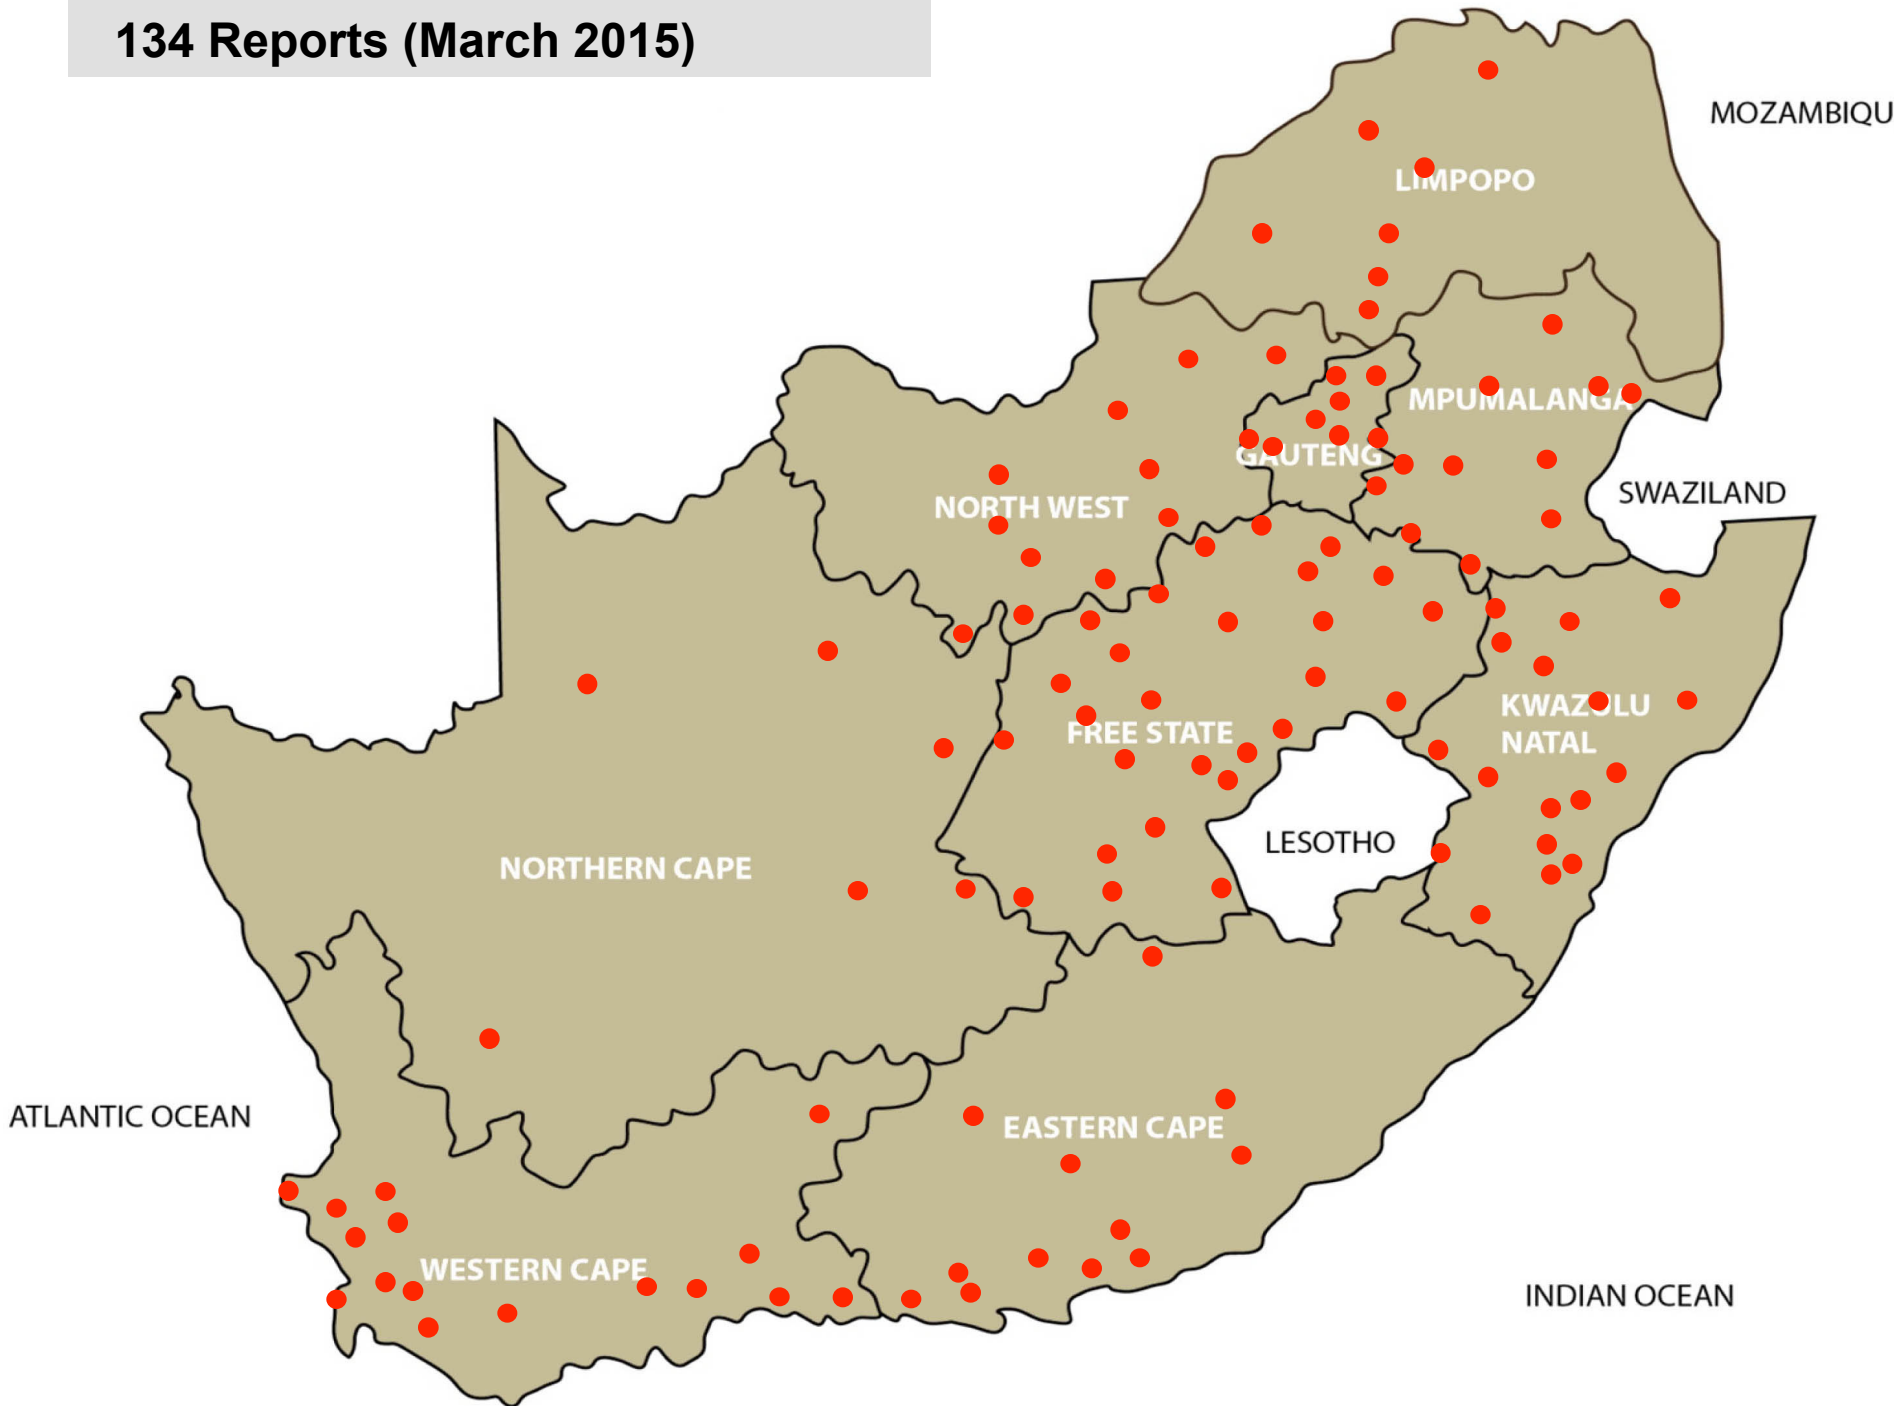 134 Reports (March 2015)
MOZAMBIQU
LIMPOPO
MPUMALANGA
GAUTENG
SWAZILAND
NORTH WEST
KWAZULU
NATAL
FREE STATE
LESOTHO
NORTHERN CAPE
ATLANTIC OCEAN
EASTERN CAPE
WESTERN CAPE
INDIAN OCEAN